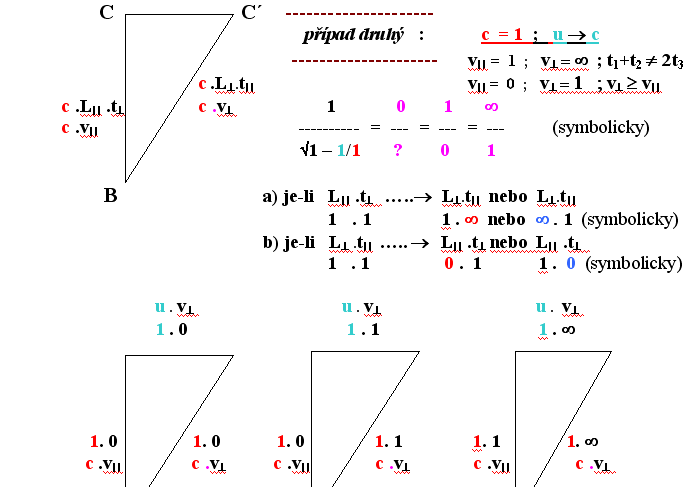 C C´
případ druhý :
c = 1 ; u → c
v|| = 1 ; v⊥ = ∞ ; t1+t2 ≠ 2t3
v|| = 0 ; v⊥ = 1 ; v⊥ ≥ v||
c .L⊥.t||
c .v⊥
c .L|| .t⊥
c .v||
1 0 1 ∞
---------- = --- = --- = --- (symbolicky)
√1 – 1/1 ? 0 1
B
a) je-li L|| .t⊥ …..→ L⊥.t|| nebo L⊥.t||
1 . 1 1 . ∞ nebo ∞ . 1 (symbolicky)
b) je-li L⊥ .t|| …..→ L|| .t⊥ nebo L|| .t⊥
1 . 1 0 . 1 1 . 0 (symbolicky)
u . v⊥ u . v⊥ u . v⊥
1 . 0 1 . 1 1 . ∞
1. 0 1. 0 1. 0 1. 1 1. 1 1. ∞
c .v|| c .v⊥ c .v|| c .v⊥ c .v|| c .v⊥